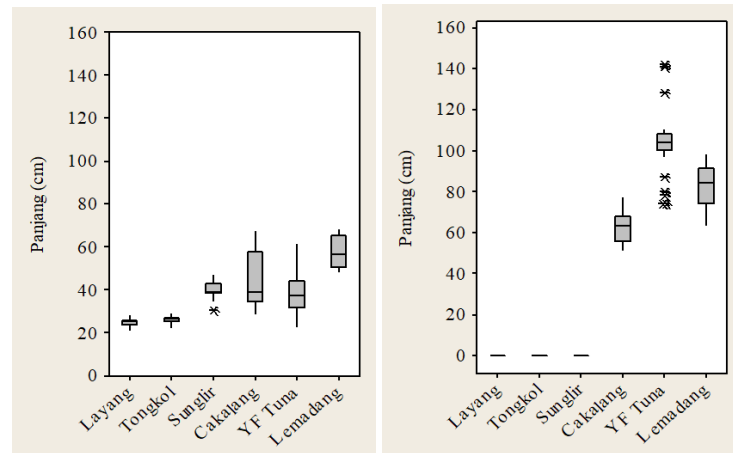 160
140
120
100
80
60
40
20
0
Panjang (cm)
Layang
Tongkol
Sunglir
Cakalang
YF Tuna
Lemadang
160
140
120
100
80
60
40
20
0
Panjang (cm)
Layang
Tongkol
Sunglir
Cakalang
YF Tuna
Lemadang